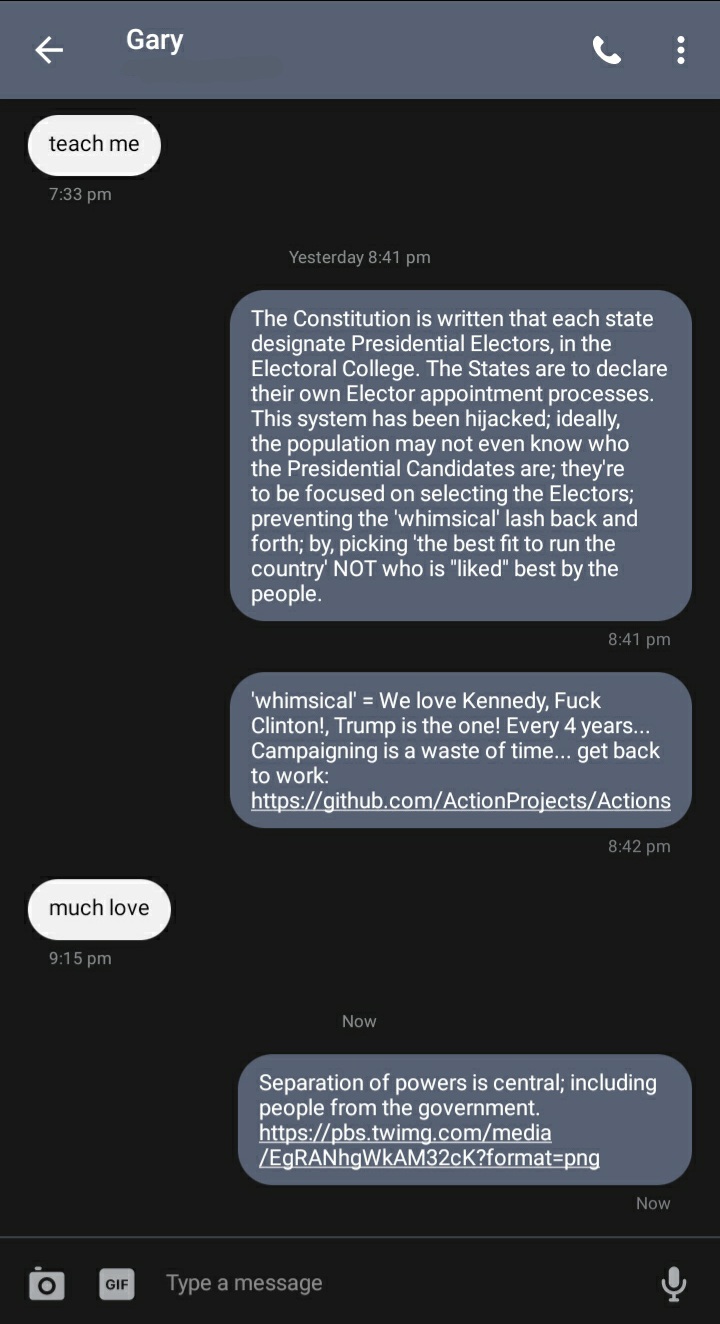 Gary
teach me
7:33 pm
Yesterday 8:41 pm
The Constitution is written that each state
designate Presidential Electors, in the
Electoral College. The States are to declare
their own Elector appointment processes.
This system has been hijacked; ideally,
the population may not even know who
the Presidential Candidates are; they're
to be focused on selecting the Electors;
preventing the 'whimsical' lash back and
forth; by, picking 'the best fit to run the
country' NOT who is "liked" best by the
people.
8:41 pm
'whimsical' = We love Kennedy, Fuck
Clinton!, Trump is the one! Every 4 years...
Campaigning is a waste of time... get back
to work:
https://github.com/ActionProjects/Actions
8:42 pm
much love
9:15 pm
Now
Separation of powers is central; including
people from the government.
https://pbs.twimg.com/media
/EgRANhgWkAM32cK?format=png
Now
GIF
Type a message